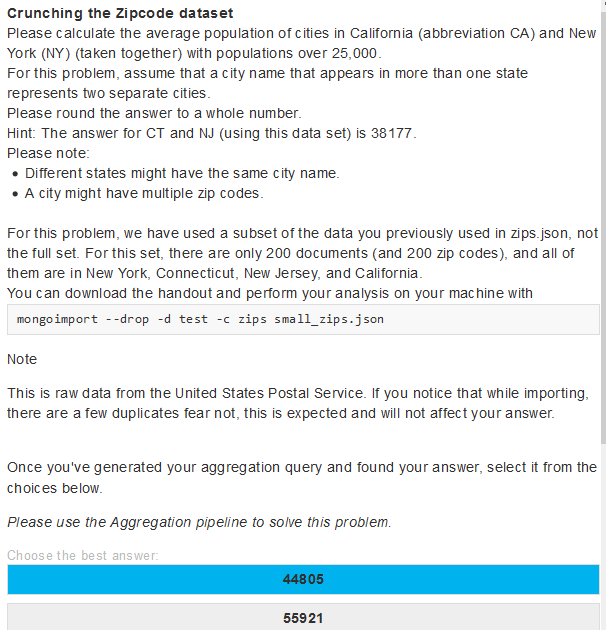 Crunching the Zipcode dataset
Please calculate the average population of cities in California (abbreviation CA) and New
York (NY) (taken together) with populations over 25,000.
For this problem, assume that a city name that appears in more than one state
represents two separate cities.
Please round the answer to a whole number.
Hint: The answer for CT and NJ (using this data set) is 38177.
Please note:
• Different states might have the same city name.
• A city might have multiple zip codes.
For this problem, we have used a subset of the data you previously used in zips.json, not
the full set. For this set, there are only 200 documents (and 200 zip codes), and all of
them are in New York, Connecticut, New Jersey, and California.
You can download the handout and perform your analysis on your machine with
mongoimport --drop -d test -c zips small_zips.json
Note
This is raw data from the United States Postal Service. If you notice that while importing,
there are a few duplicates fear not, this is expected and will not affect your answer.
Once you've generated your aggregation query and found your answer, select it from the
choices below.
Please use the Aggregation pipeline to solve this problem.
Choose the best answer:
44805
55921